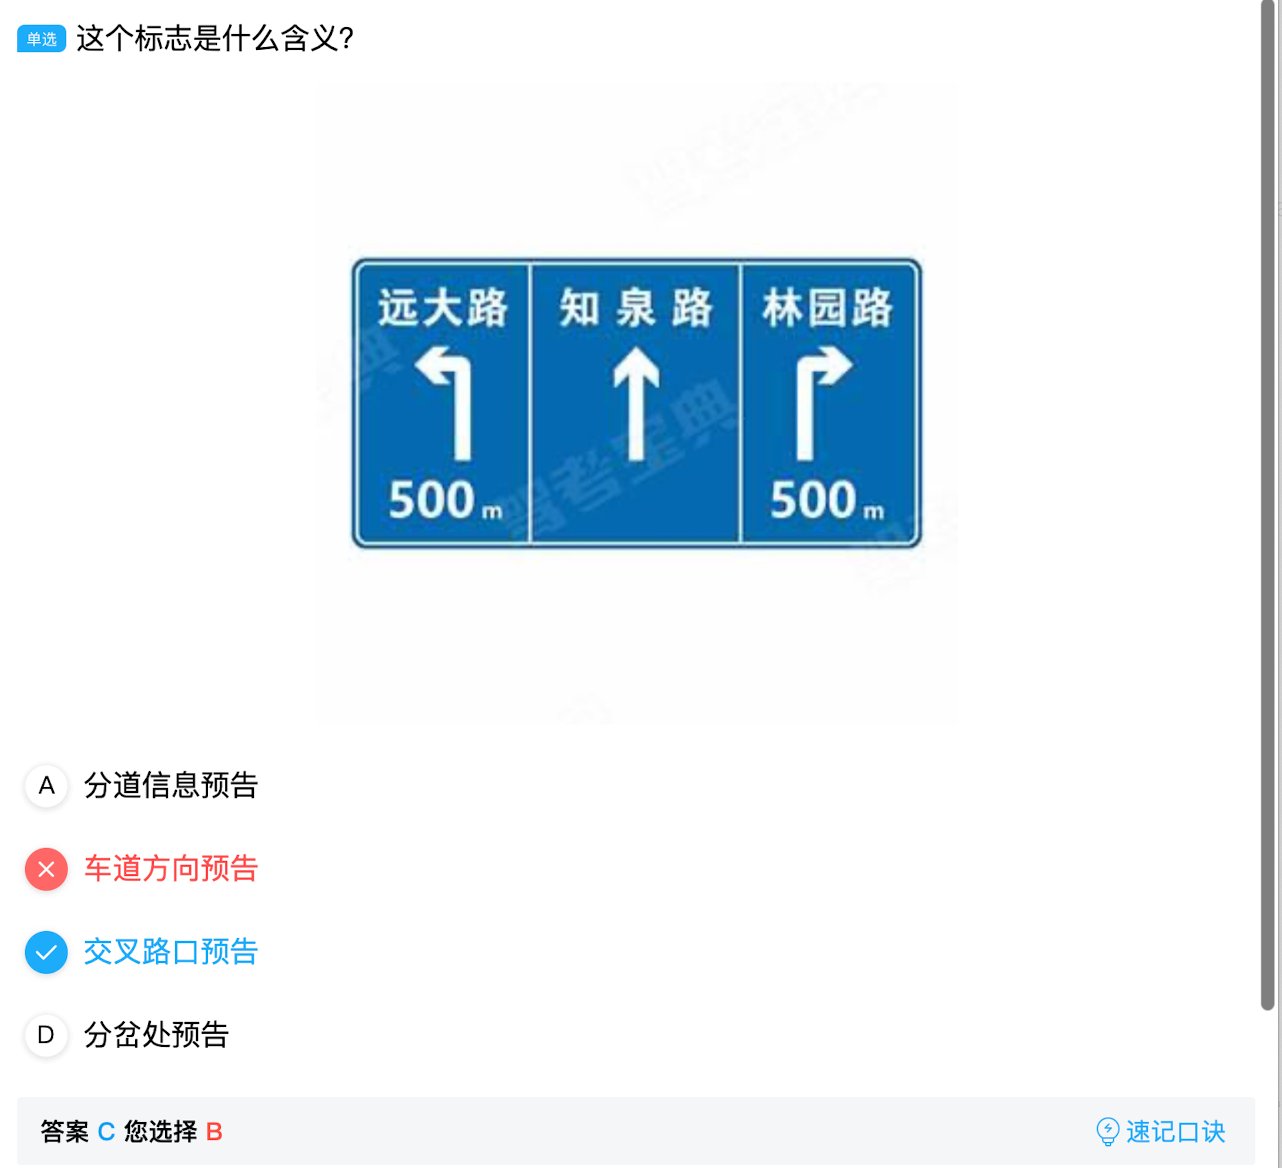 单选 这个标志是什么含义?
远大路 知泉路 林园路
500m 500m
驾考宝典
A 分道信息预告
车道方向预告
交叉路口预告
D 分岔处预告
答案 C 您选择 B 速记口诀